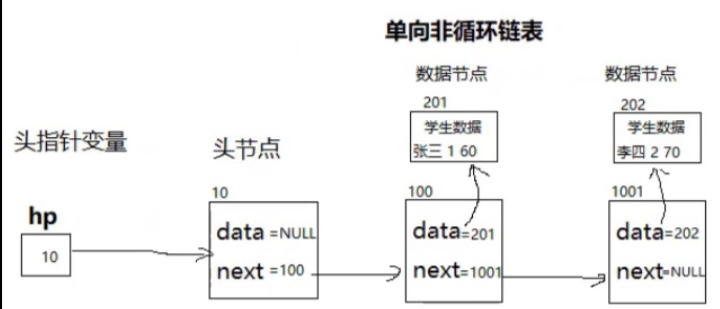 单向非循环链表
数据节点
数据节点
201
202
学生数据
张三 1 60
学生数据
李四 2 70
头指针变量
头节点
10
100
1001
hp
10
data =NULL
next =100
data=201
next=1001
data=202
next=NULL